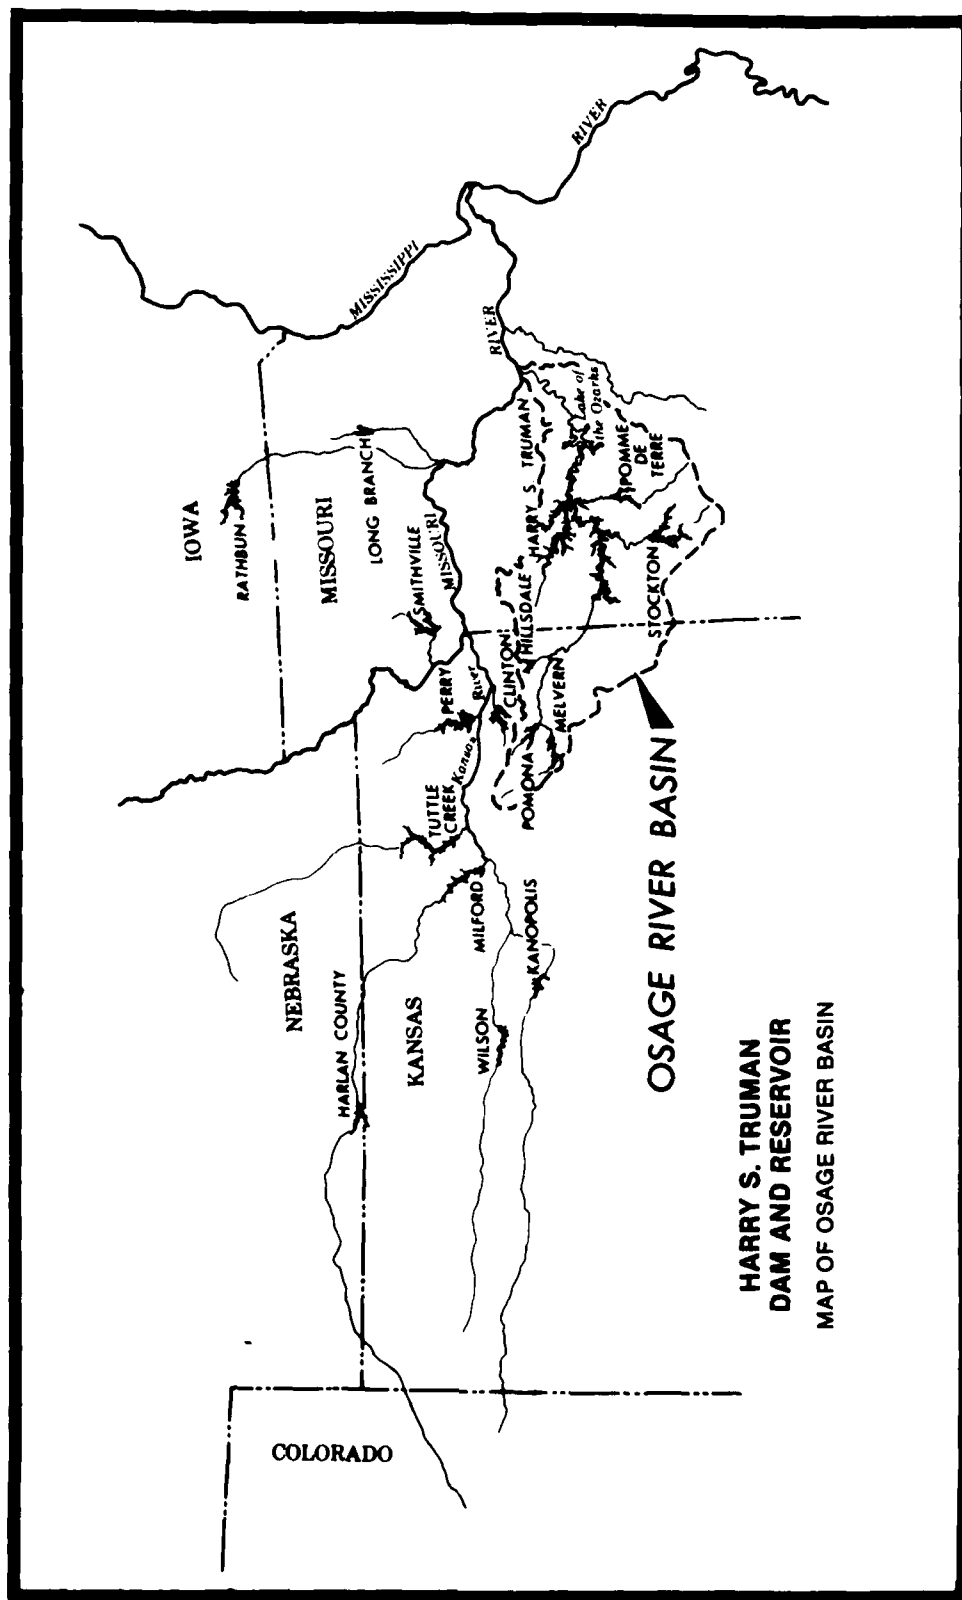 IOWA
RATHBUN
MISSOURI
LONG BRANCH
SMITHVILLE
MISSISSIPPI
RIVER
MISSOURI
RIVER
NEBRASKA
HARLAN COUNTY
KANSAS
TUTTLE
CREEK
PERRY
Kansas
River
MILFORD
WILSON
KANOPOLIS
COLORADO
CLINTON
HILLSDALE
POMONA
MELVERN
HARRY S. TRUMAN
Lake of
the Ozarks
POMME
DE
TERRE
STOCKTON
OSAGE RIVER BASIN
HARRY S. TRUMAN
DAM AND RESERVOIR
MAP OF OSAGE RIVER BASIN